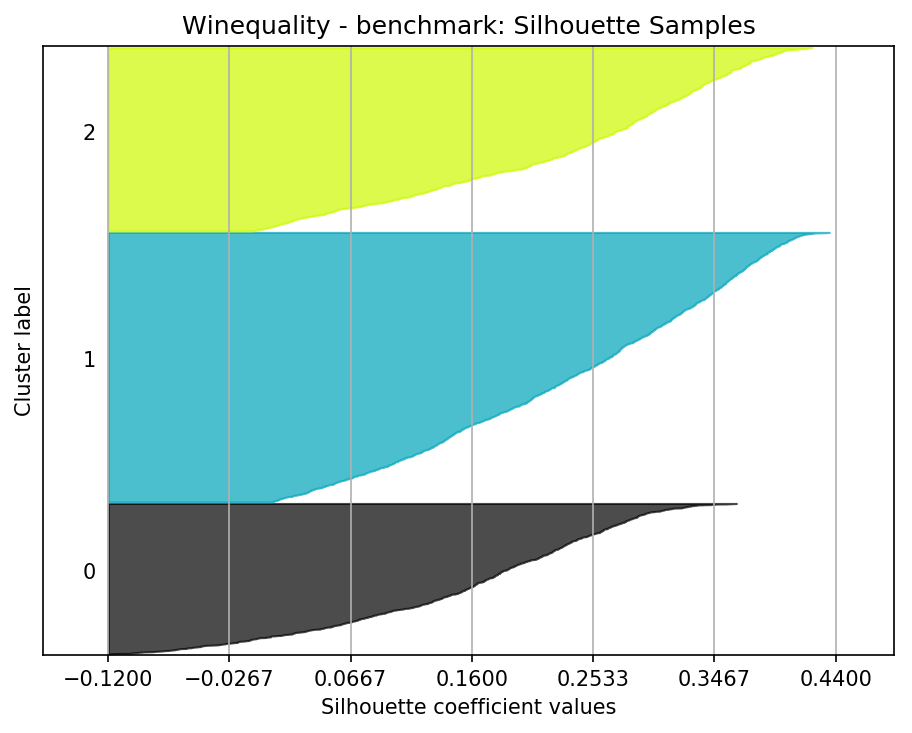 Winequality - benchmark: Silhouette Samples
2
1
0
Cluster label
−0.1200 −0.0267 0.0667 0.1600 0.2533 0.3467 0.4400
Silhouette coefficient values